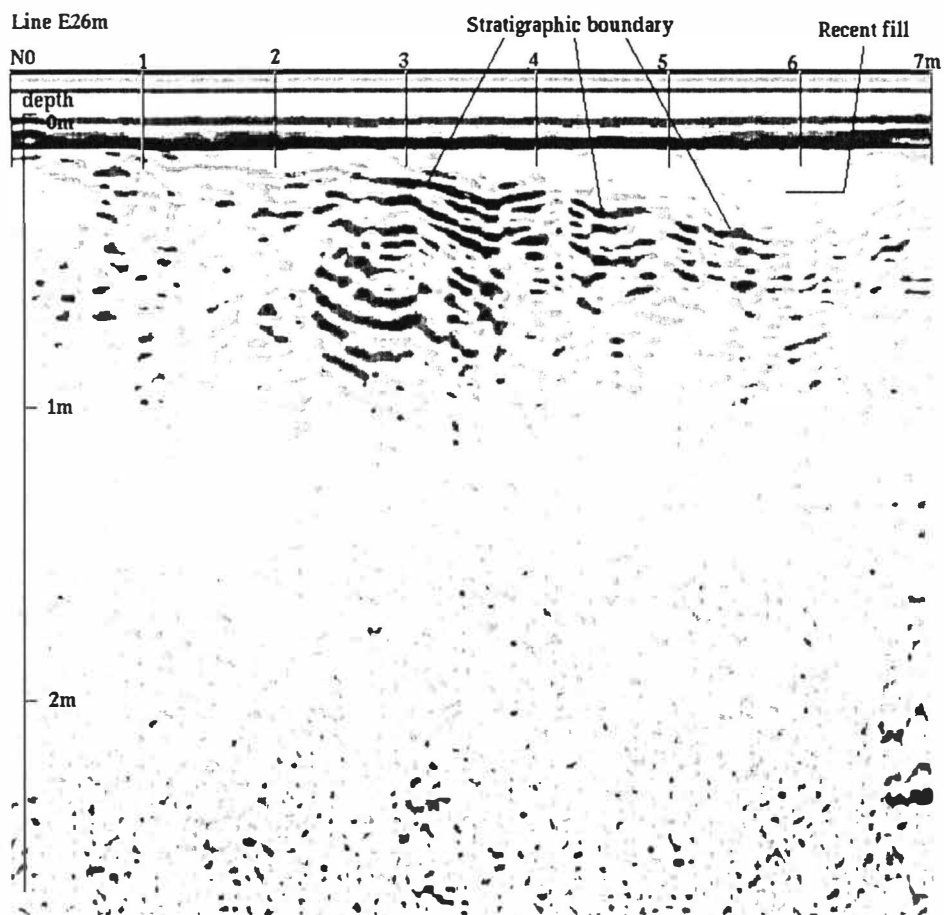 Line E26m
Stratigraphic boundary
Recent fill
N0 1 2 3 4 5 6 7m
depth
0m
1m
2m